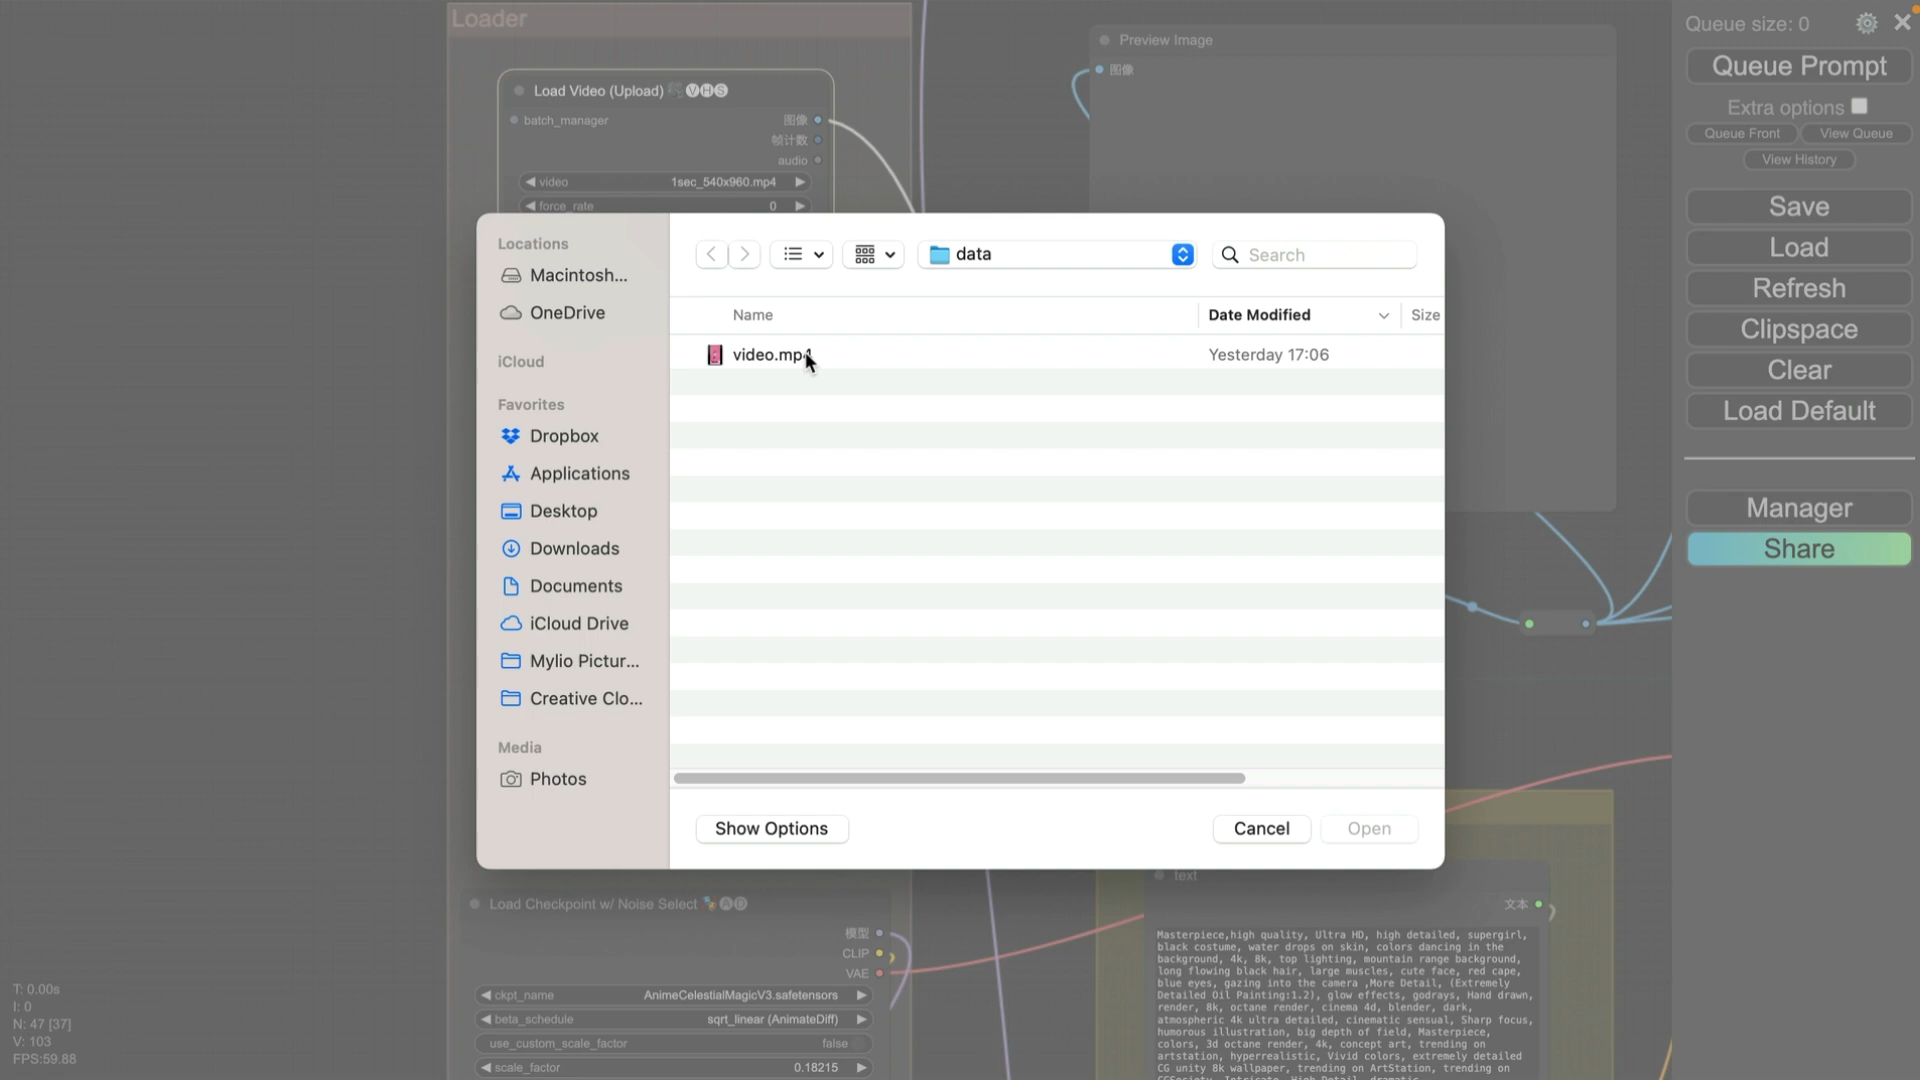 Loader
Load Video (Upload) VHS
batch_manager
图像
帧计数
audio
video 1sec_540x960.mp4
force_rate 0
Preview Image
图像
Queue size: 0
Queue Prompt
Extra options
Queue Front
View Queue
View History
Save
Load
Refresh
Clipspace
Clear
Load Default
Manager
Share
Locations
Macintosh...
OneDrive
iCloud
Favorites
Dropbox
Applications
Desktop
Downloads
Documents
iCloud Drive
Mylio Pictur...
Creative Clo...
Media
Photos
data
Search
Name
Date Modified
Size
video.mp4
Yesterday 17:06
Show Options
Cancel
Open
Load Checkpoint w/ Noise Select AD
模型
CLIP
VAE
ckpt_name AnimeCelestialMagicV3.safetensors
beta_schedule sqrt_linear (AnimateDiff)
use_custom_scale_factor false
scale_factor 0.18215
text
文本
Masterpiece,high quality, Ultra HD, high detailed, supergirl,
black costume, water drops on skin, colors dancing in the
background, 4k, 8k, top lighting, mountain range background,
long flowing black hair, large muscles, cute face, red cape,
blue eyes, gazing into the camera ,More Detail, (Extremely
Detailed Oil Painting:1.2), glow effects, godrays, Hand drawn,
render, 8k, octane render, cinema 4d, blender, dark,
atmospheric 4k ultra detailed, cinematic sensual, Sharp focus,
humorous illustration, big depth of field, Masterpiece,
colors, 3d octane render, 4k, concept art, trending on
artstation, hyperrealistic, Vivid colors, extremely detailed
CG unity 8k wallpaper, trending on ArtStation, trending on
CGSociety, Intricate, High Detail, dramatic
T: 0.00s
I: 0
N: 47 [37]
V: 103
FPS:59.88